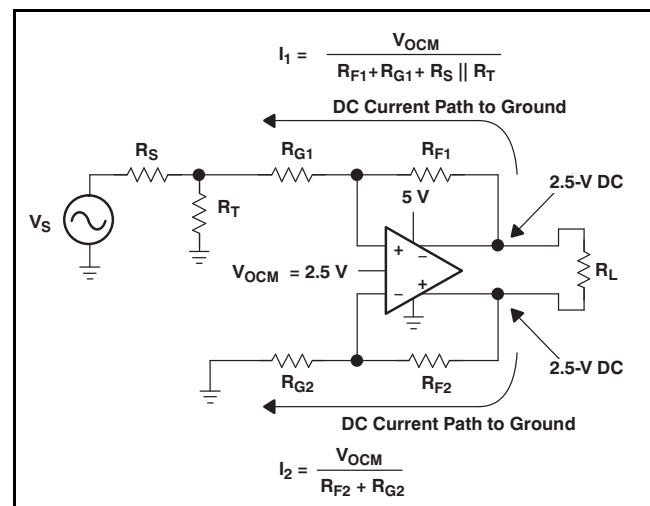 I1 = VOCM / RF1+RG1+ RS || RT
DC Current Path to Ground
RS
RG1
RF1
2.5-V DC
5 V
VS
RT
+
−
VOCM = 2.5 V
RL
−
+
RG2
RF2
2.5-V DC
DC Current Path to Ground
I2 = VOCM / RF2 + RG2